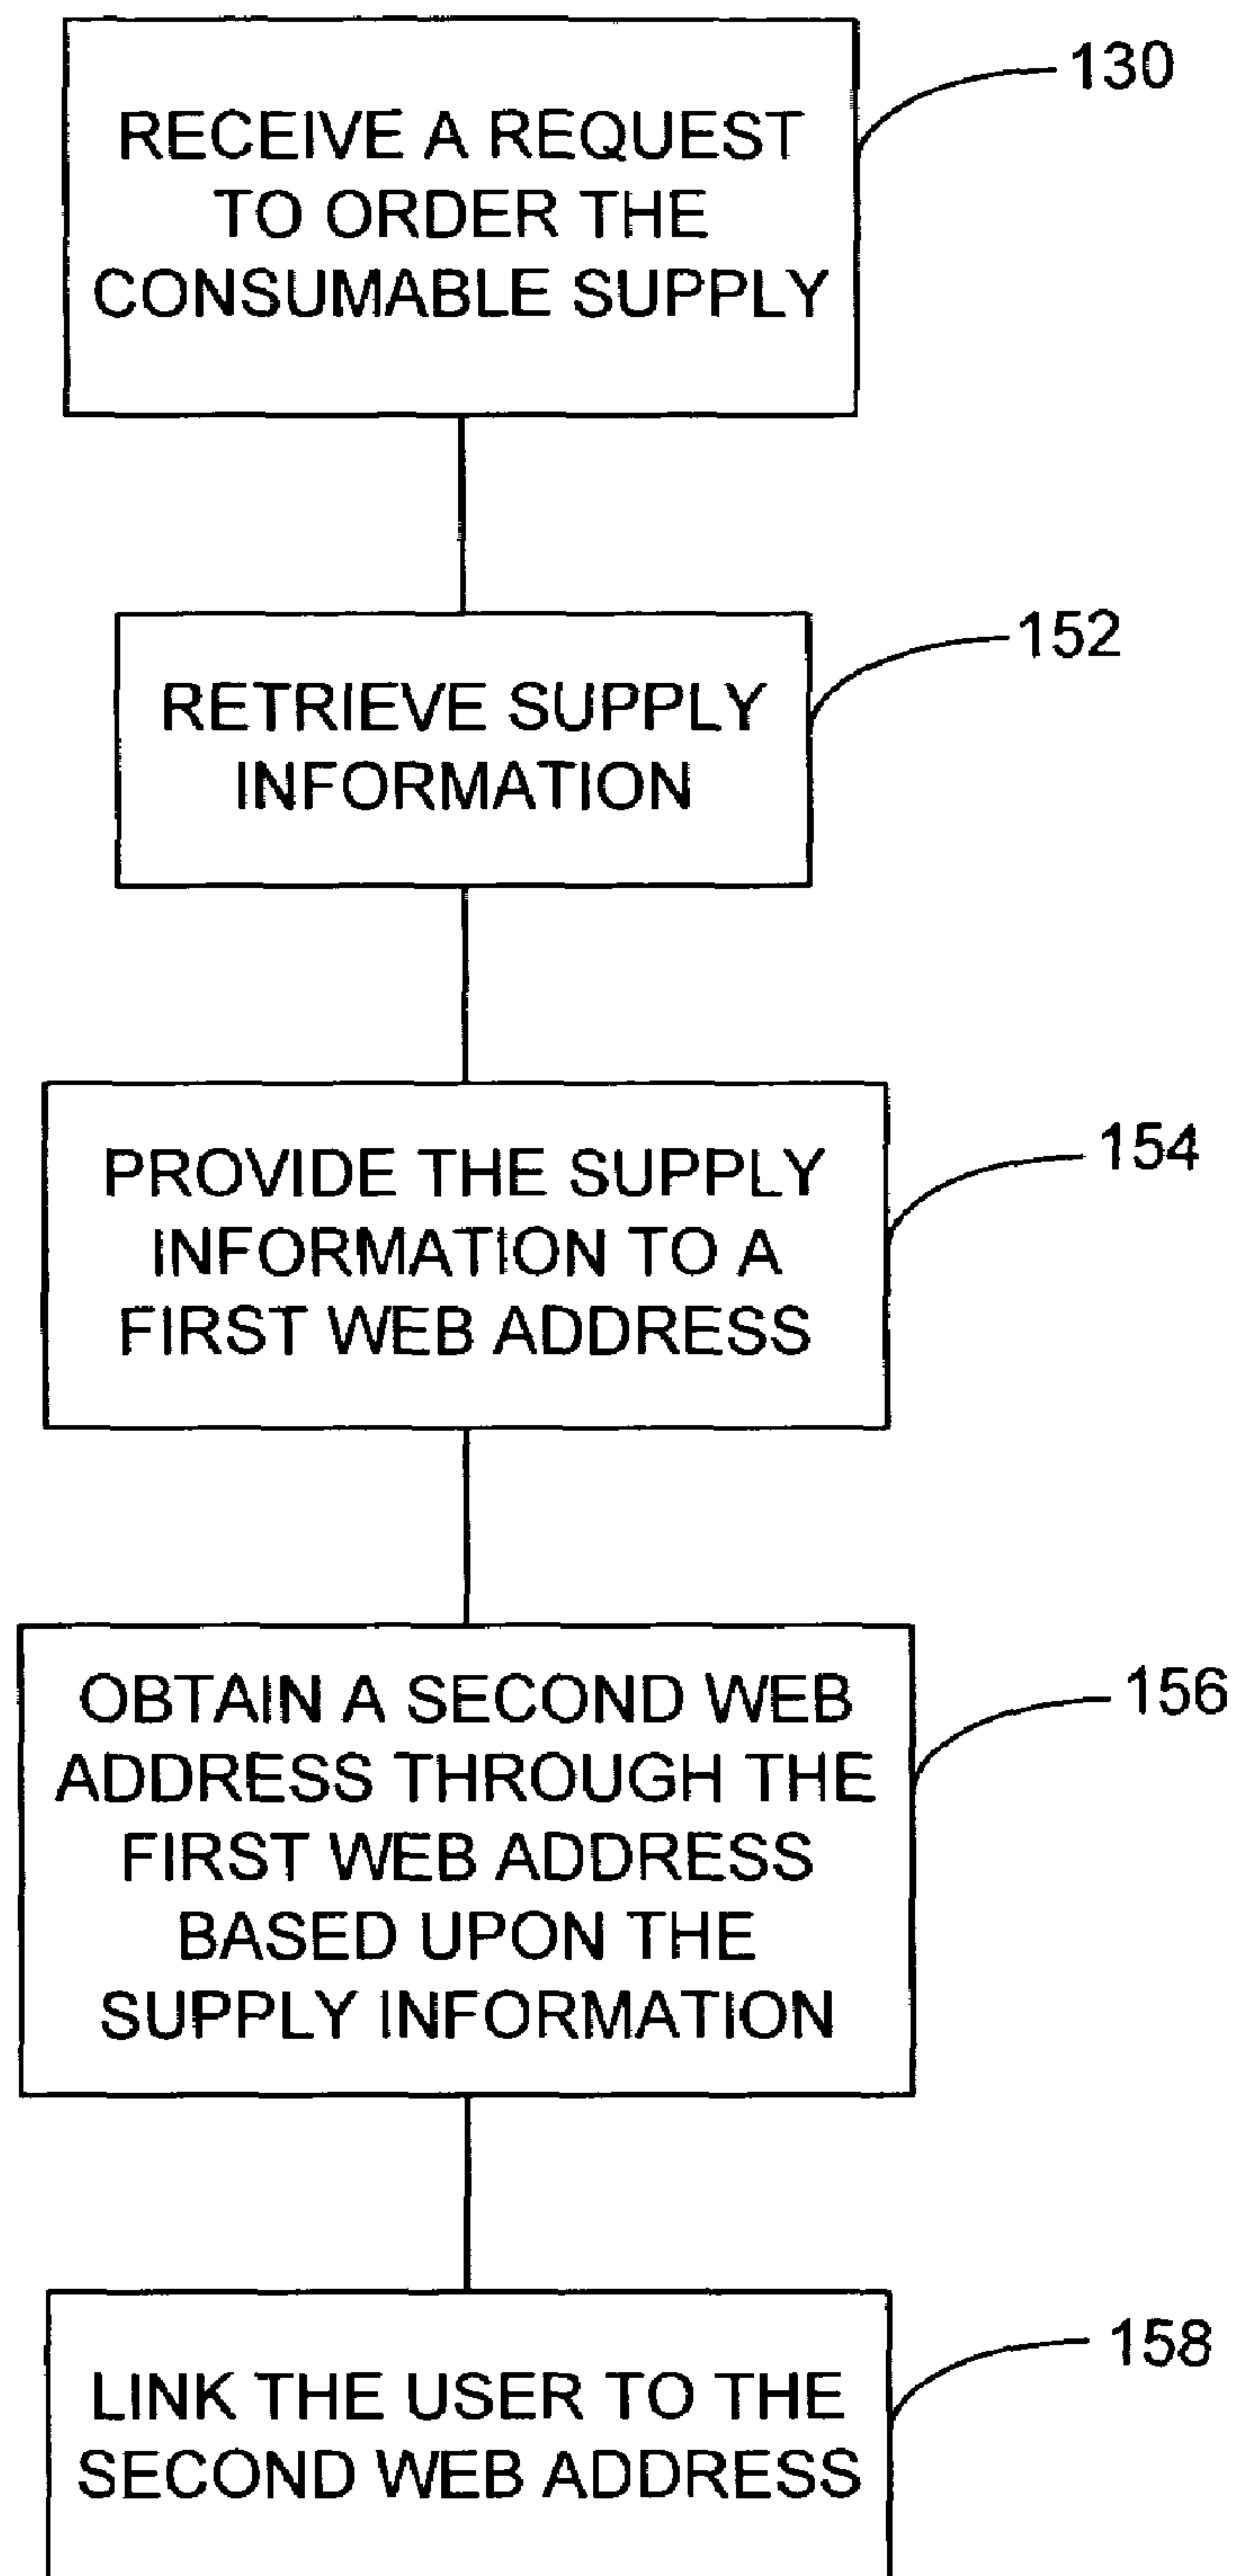 130
RECEIVE A REQUEST
TO ORDER THE
CONSUMABLE SUPPLY
152
RETRIEVE SUPPLY
INFORMATION
154
PROVIDE THE SUPPLY
INFORMATION TO A
FIRST WEB ADDRESS
156
OBTAIN A SECOND WEB
ADDRESS THROUGH THE
FIRST WEB ADDRESS
BASED UPON THE
SUPPLY INFORMATION
158
LINK THE USER TO THE
SECOND WEB ADDRESS